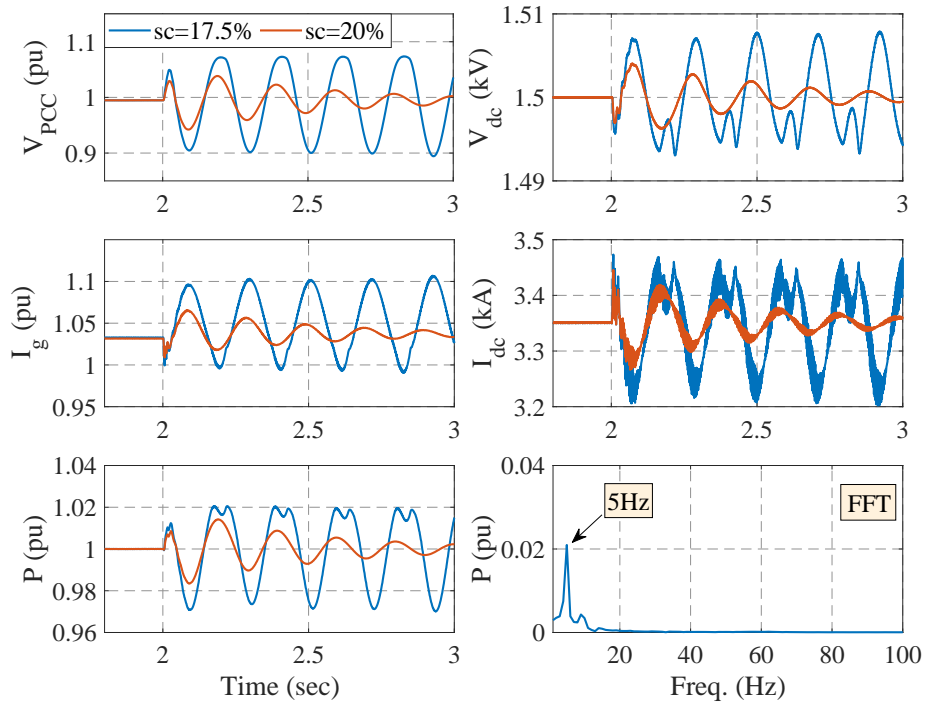 sc=17.5% sc=20%
1.1
1
0.9
V_PCC (pu)
2 2.5 3
1.51
1.5
1.49
V_dc (kV)
2 2.5 3
1.1
1.05
1
0.95
I_g (pu)
2 2.5 3
3.5
3.4
3.3
3.2
I_dc (kA)
2 2.5 3
1.04
1.02
1
0.98
0.96
P (pu)
2 2.5 3
Time (sec)
0.04
0.02
0
P (pu)
5Hz
FFT
20 40 60 80 100
Freq. (Hz)